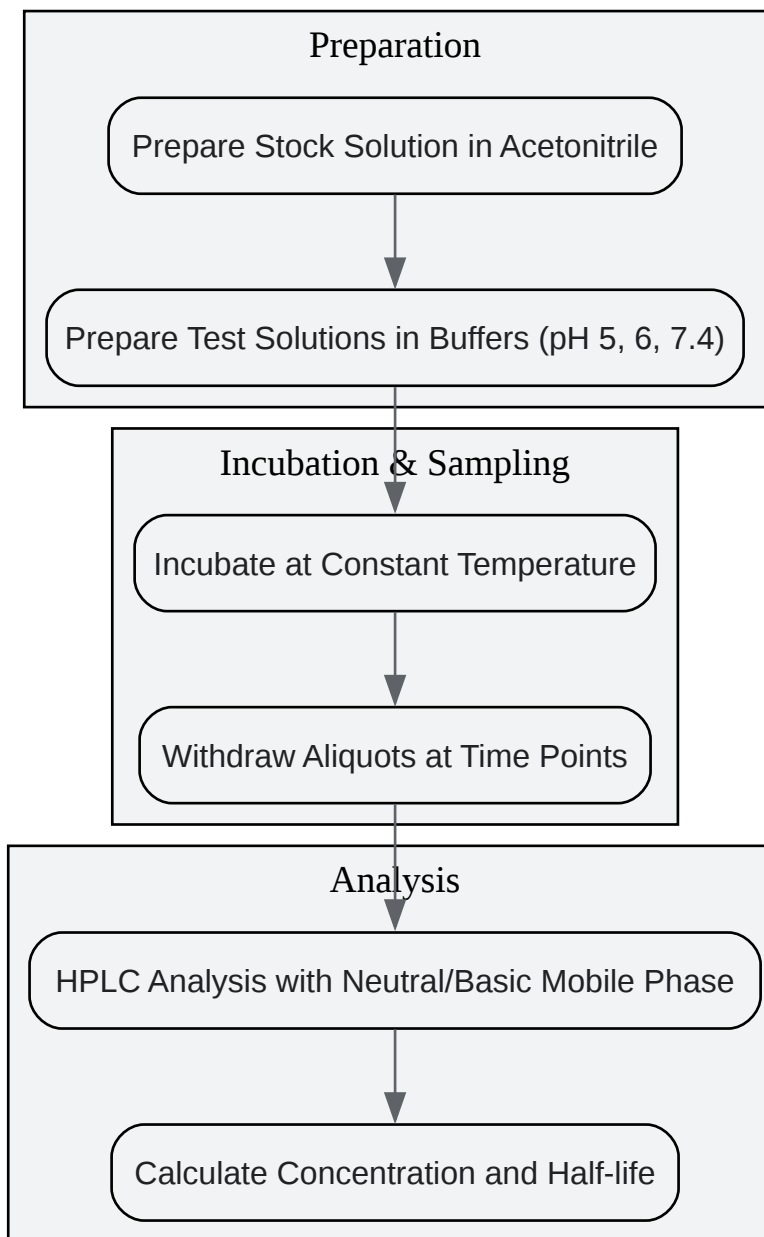 Preparation
Prepare Stock Solution in Acetonitrile
Prepare Test Solutions in Buffers (pH 5, 6, 7.4)
Incubation & Sampling
Incubate at Constant Temperature
Withdraw Aliquots at Time Points
Analysis
HPLC Analysis with Neutral/Basic Mobile Phase
Calculate Concentration and Half-life